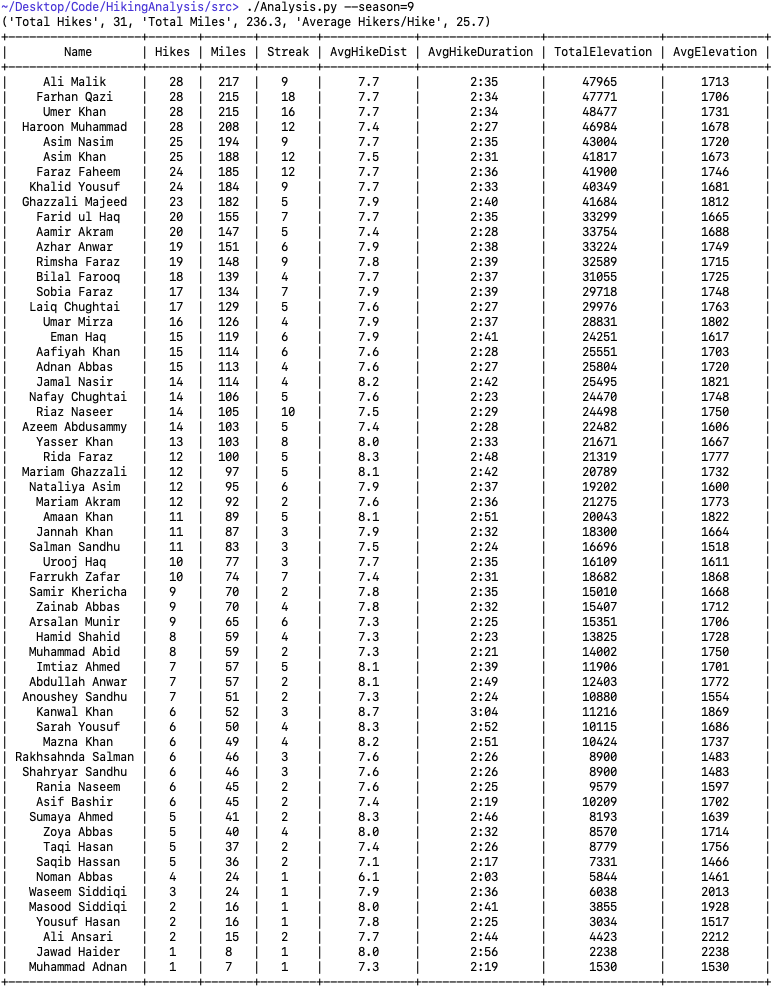 ~/Desktop/Code/HikingAnalysis/src> ./Analysis.py --season=9
('Total Hikes', 31, 'Total Miles', 236.3, 'Average Hikers/Hike', 25.7)
| Name | Hikes | Miles | Streak | AvgHikeDist | AvgHikeDuration | TotalElevation | AvgElevation |
| Ali Malik | 28 | 217 | 9 | 7.7 | 2:35 | 47965 | 1713 |
| Farhan Qazi | 28 | 215 | 18 | 7.7 | 2:34 | 47771 | 1706 |
| Umer Khan | 28 | 215 | 16 | 7.7 | 2:34 | 48477 | 1731 |
| Haroon Muhammad | 28 | 208 | 12 | 7.4 | 2:27 | 46984 | 1678 |
| Asim Nasim | 25 | 194 | 9 | 7.7 | 2:35 | 43004 | 1720 |
| Asim Khan | 25 | 188 | 12 | 7.5 | 2:31 | 41817 | 1673 |
| Faraz Faheem | 24 | 185 | 12 | 7.7 | 2:36 | 41900 | 1746 |
| Khalid Yousuf | 24 | 184 | 9 | 7.7 | 2:33 | 40349 | 1681 |
| Ghazzali Majeed | 23 | 182 | 5 | 7.9 | 2:40 | 41684 | 1812 |
| Farid ul Haq | 20 | 155 | 7 | 7.7 | 2:35 | 33299 | 1665 |
| Aamir Akram | 20 | 147 | 5 | 7.4 | 2:28 | 33754 | 1688 |
| Azhar Anwar | 19 | 151 | 6 | 7.9 | 2:38 | 33224 | 1749 |
| Rimsha Faraz | 19 | 148 | 9 | 7.8 | 2:39 | 32589 | 1715 |
| Bilal Farooq | 18 | 139 | 4 | 7.7 | 2:37 | 31055 | 1725 |
| Sobia Faraz | 17 | 134 | 7 | 7.9 | 2:39 | 29718 | 1748 |
| Laiq Chughtai | 17 | 129 | 5 | 7.6 | 2:27 | 29976 | 1763 |
| Umar Mirza | 16 | 126 | 4 | 7.9 | 2:37 | 28831 | 1802 |
| Eman Haq | 15 | 119 | 6 | 7.9 | 2:41 | 24251 | 1617 |
| Aafiyah Khan | 15 | 114 | 6 | 7.6 | 2:28 | 25551 | 1703 |
| Adnan Abbas | 15 | 113 | 4 | 7.6 | 2:27 | 25804 | 1720 |
| Jamal Nasir | 14 | 114 | 4 | 8.2 | 2:42 | 25495 | 1821 |
| Nafay Chughtai | 14 | 106 | 5 | 7.6 | 2:23 | 24470 | 1748 |
| Riaz Naseer | 14 | 105 | 10 | 7.5 | 2:29 | 24498 | 1750 |
| Azeem Abdusammy | 14 | 103 | 5 | 7.4 | 2:28 | 22482 | 1606 |
| Yasser Khan | 13 | 103 | 8 | 8.0 | 2:33 | 21671 | 1667 |
| Rida Faraz | 12 | 100 | 5 | 8.3 | 2:48 | 21319 | 1777 |
| Mariam Ghazzali | 12 | 97 | 5 | 8.1 | 2:42 | 20789 | 1732 |
| Nataliya Asim | 12 | 95 | 6 | 7.9 | 2:37 | 19202 | 1600 |
| Mariam Akram | 12 | 92 | 2 | 7.6 | 2:36 | 21275 | 1773 |
| Amaan Khan | 11 | 89 | 5 | 8.1 | 2:51 | 20043 | 1822 |
| Jannah Khan | 11 | 87 | 3 | 7.9 | 2:32 | 18300 | 1664 |
| Salman Sandhu | 11 | 83 | 3 | 7.5 | 2:24 | 16696 | 1518 |
| Urooj Haq | 10 | 77 | 3 | 7.7 | 2:35 | 16109 | 1611 |
| Farrukh Zafar | 10 | 74 | 7 | 7.4 | 2:31 | 18682 | 1868 |
| Samir Khericha | 9 | 70 | 2 | 7.8 | 2:35 | 15010 | 1668 |
| Zainab Abbas | 9 | 70 | 4 | 7.8 | 2:32 | 15407 | 1712 |
| Arsalan Munir | 9 | 65 | 6 | 7.3 | 2:25 | 15351 | 1706 |
| Hamid Shahid | 8 | 59 | 4 | 7.3 | 2:23 | 13825 | 1728 |
| Muhammad Abid | 8 | 59 | 2 | 7.3 | 2:21 | 14002 | 1750 |
| Imtiaz Ahmed | 7 | 57 | 5 | 8.1 | 2:39 | 11906 | 1701 |
| Abdullah Anwar | 7 | 57 | 2 | 8.1 | 2:49 | 12403 | 1772 |
| Anoushey Sandhu | 7 | 51 | 2 | 7.3 | 2:24 | 10880 | 1554 |
| Kanwal Khan | 6 | 52 | 3 | 8.7 | 3:04 | 11216 | 1869 |
| Sarah Yousuf | 6 | 50 | 4 | 8.3 | 2:52 | 10115 | 1686 |
| Mazna Khan | 6 | 49 | 4 | 8.2 | 2:51 | 10424 | 1737 |
| Rakhsahnda Salman | 6 | 46 | 3 | 7.6 | 2:26 | 8900 | 1483 |
| Shahryar Sandhu | 6 | 46 | 3 | 7.6 | 2:26 | 8900 | 1483 |
| Rania Naseem | 6 | 45 | 2 | 7.6 | 2:25 | 9579 | 1597 |
| Asif Bashir | 6 | 45 | 2 | 7.4 | 2:19 | 10209 | 1702 |
| Sumaya Ahmed | 5 | 41 | 2 | 8.3 | 2:46 | 8193 | 1639 |
| Zoya Abbas | 5 | 40 | 4 | 8.0 | 2:32 | 8570 | 1714 |
| Taqi Hasan | 5 | 37 | 2 | 7.4 | 2:26 | 8779 | 1756 |
| Saqib Hassan | 5 | 36 | 2 | 7.1 | 2:17 | 7331 | 1466 |
| Noman Abbas | 4 | 24 | 1 | 6.1 | 2:03 | 5844 | 1461 |
| Waseem Siddiqi | 3 | 24 | 1 | 7.9 | 2:36 | 6038 | 2013 |
| Masood Siddiqi | 2 | 16 | 1 | 8.0 | 2:41 | 3855 | 1928 |
| Yousuf Hasan | 2 | 16 | 1 | 7.8 | 2:25 | 3034 | 1517 |
| Ali Ansari | 2 | 15 | 2 | 7.7 | 2:44 | 4423 | 2212 |
| Jawad Haider | 1 | 8 | 1 | 8.0 | 2:56 | 2238 | 2238 |
| Muhammad Adnan | 1 | 7 | 1 | 7.3 | 2:19 | 1530 | 1530 |